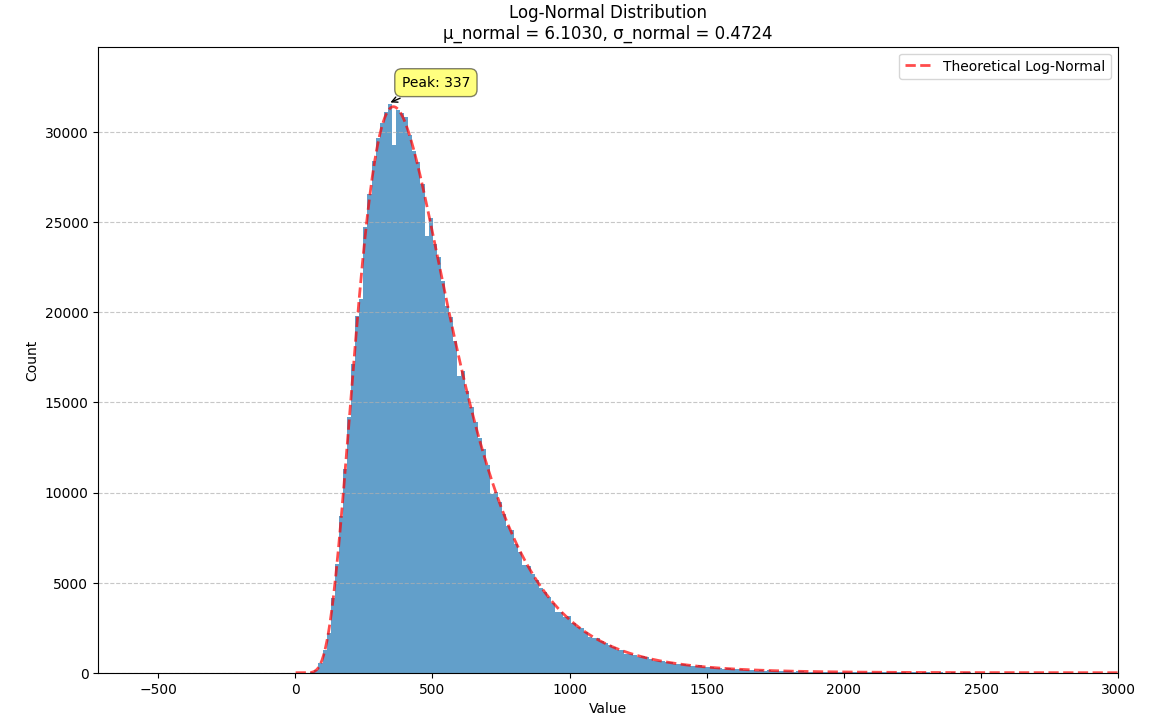 Log-Normal Distribution
μ_normal = 6.1030, σ_normal = 0.4724
Peak: 337
Theoretical Log-Normal
30000
25000
20000
15000
10000
5000
0
Count
−500
0
500
1000
1500
2000
2500
3000
Value